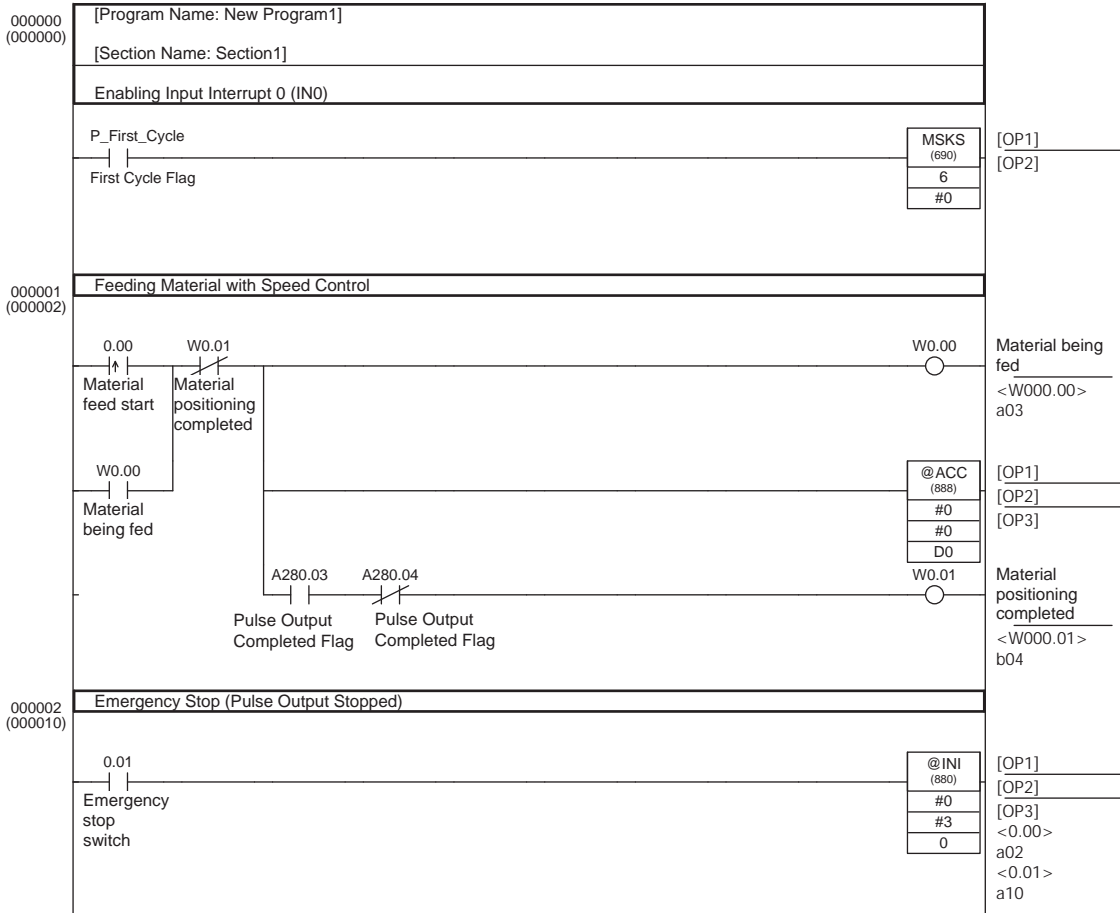 000000
(000000)
[Program Name: New Program1]
[Section Name: Section1]
Enabling Input Interrupt 0 (IN0)
P_First_Cycle
First Cycle Flag
MSKS
(690)
6
#0
[OP1]
[OP2]
000001
(000002)
Feeding Material with Speed Control
0.00
Material
feed start
W0.01
Material
positioning
completed
W0.00
Material being
fed
<W000.00>
a03
W0.00
Material
being fed
@ACC
(888)
#0
#0
D0
[OP1]
[OP2]
[OP3]
A280.03
Pulse Output
Completed Flag
A280.04
Pulse Output
Completed Flag
W0.01
Material
positioning
completed
<W000.01>
b04
000002
(000010)
Emergency Stop (Pulse Output Stopped)
0.01
Emergency
stop
switch
@INI
(880)
#0
#3
0
[OP1]
[OP2]
[OP3]
<0.00>
a02
<0.01>
a10